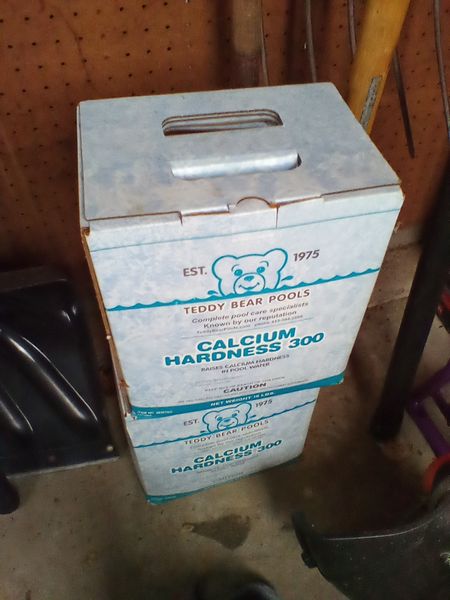 EST. 1975
TEDDY BEAR POOLS
Complete pool care specialists
Known by our reputation
CALCIUM
HARDNESS 300
RAISES CALCIUM HARDNESS
IN POOL WATER
CAUTION
NET WEIGHT 18 LBS.
EST. 1975
TEDDY BEAR POOLS
CALCIUM
HARDNESS 300